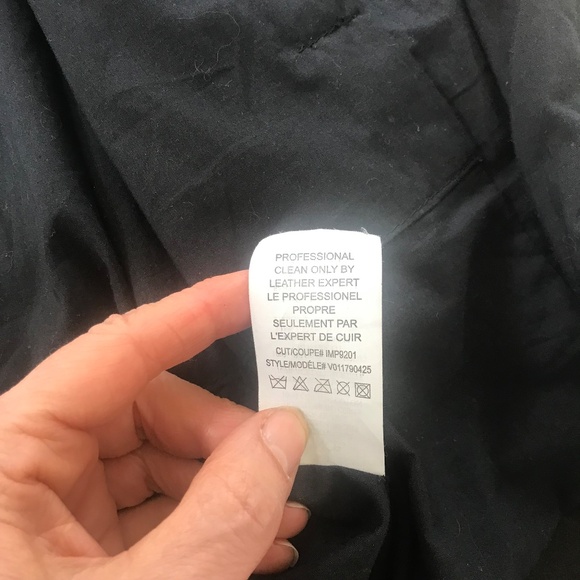 PROFESSIONAL
CLEAN ONLY BY
LEATHER EXPERT
LE PROFESSIONEL
PROPRE
SEULEMENT PAR
L'EXPERT DE CUIR
CUT/COUPE# IMP9201
STYLE/MODÈLE# V011790425